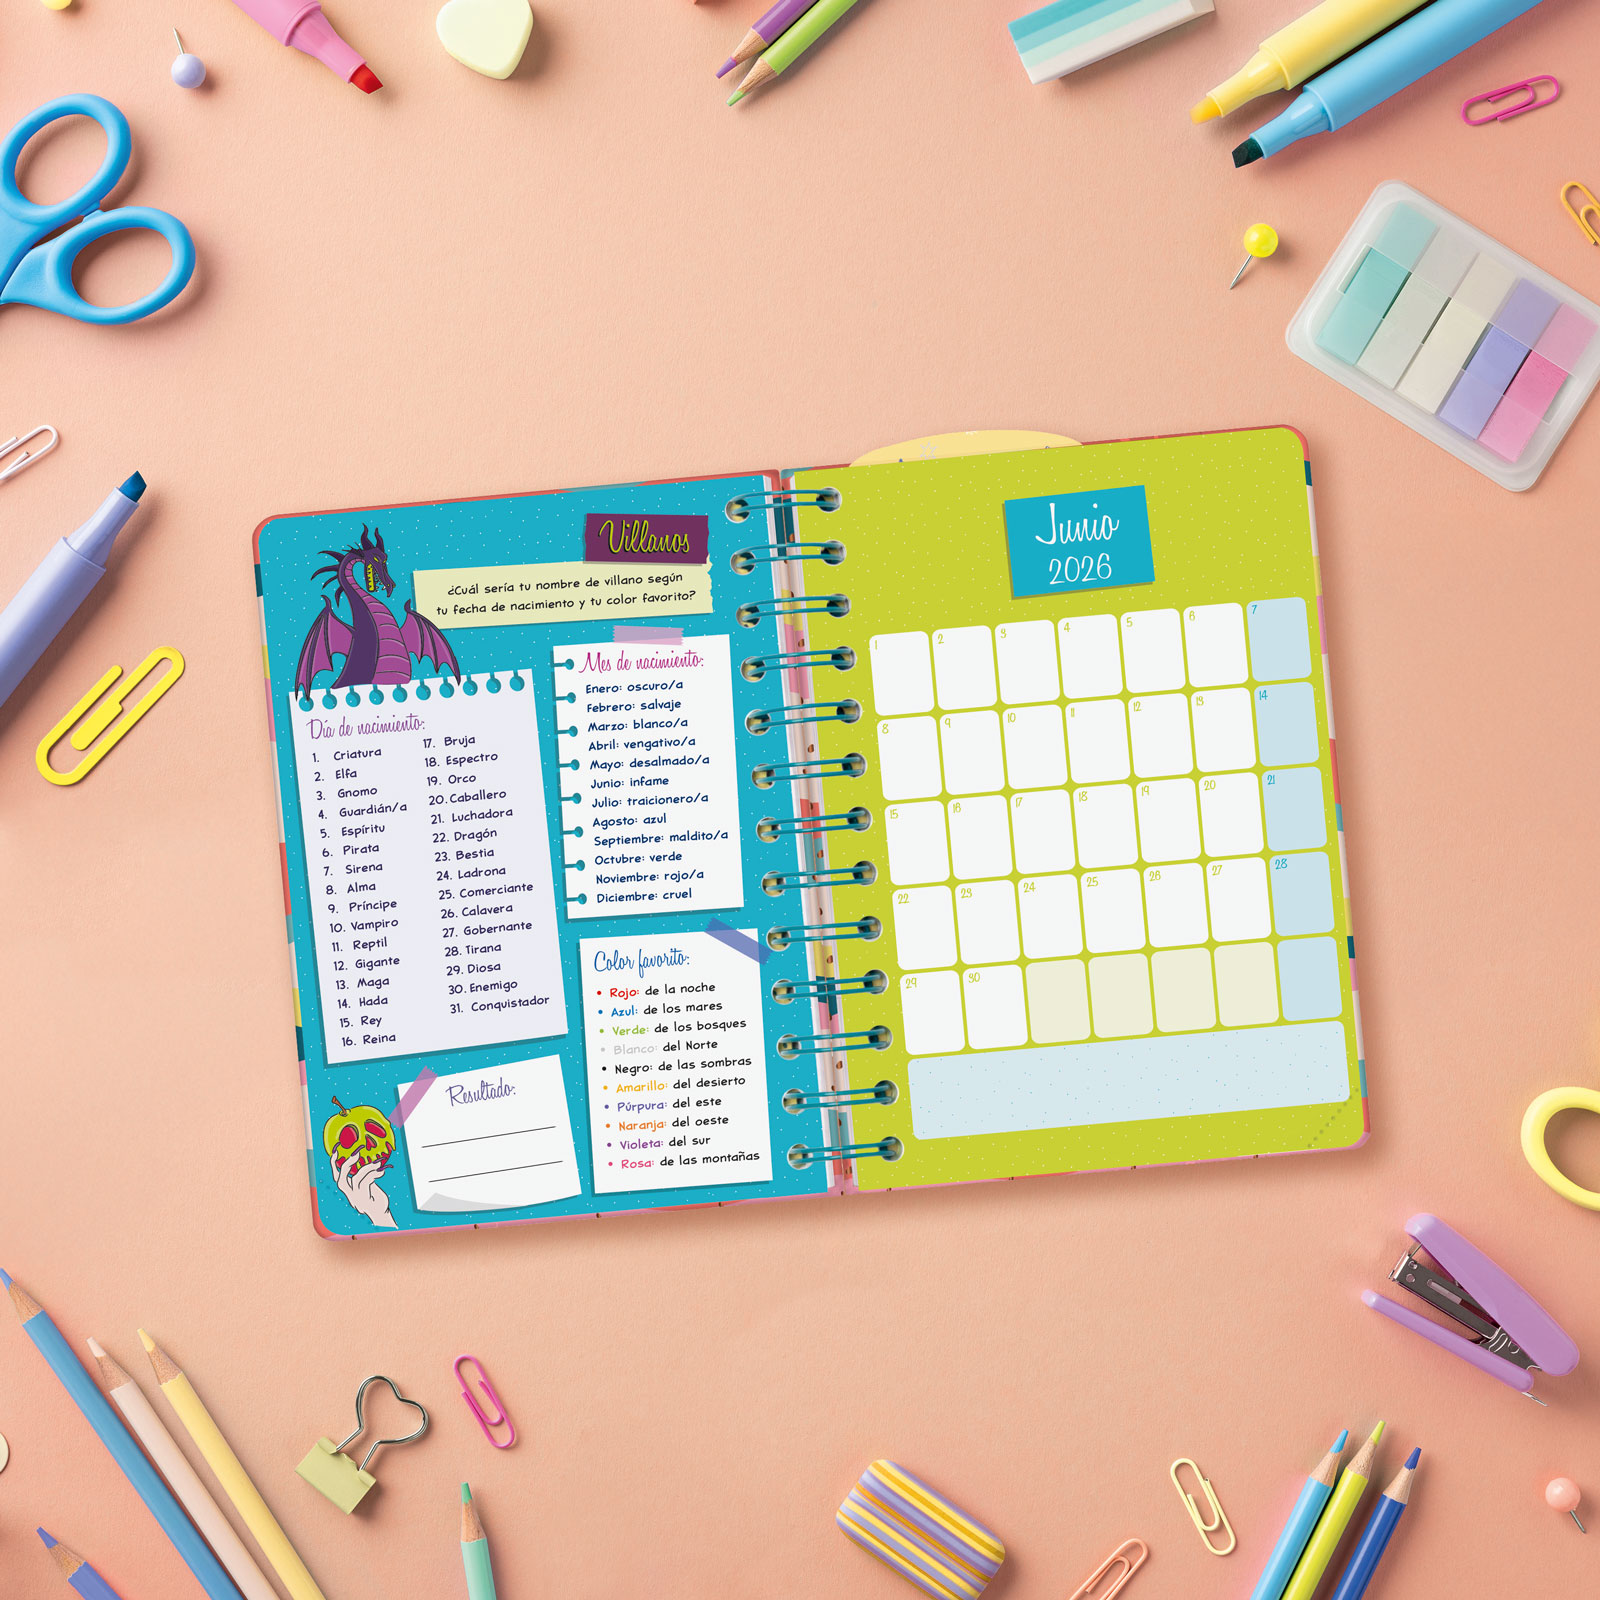 Villanos
¿Cuál sería tu nombre de villano según
tu fecha de nacimiento y tu color favorito?
Día de nacimiento:
1. Criatura
2. Elfa
3. Gnomo
4. Guardián/a
5. Espíritu
6. Pirata
7. Sirena
8. Alma
9. Príncipe
10. Vampiro
11. Reptil
12. Gigante
13. Maga
14. Hada
15. Rey
16. Reina
17. Bruja
18. Espectro
19. Orco
20. Caballero
21. Luchadora
22. Dragón
23. Bestia
24. Ladrona
25. Comerciante
26. Calavera
27. Gobernante
28. Tirana
29. Diosa
30. Enemigo
31. Conquistador
Mes de nacimiento:
Enero: oscuro/a
Febrero: salvaje
Marzo: blanco/a
Abril: vengativo/a
Mayo: desalmado/a
Junio: infame
Julio: traicionero/a
Agosto: azul
Septiembre: maldito/a
Octubre: verde
Noviembre: rojo/a
Diciembre: cruel
Color favorito:
• Rojo: de la noche
• Azul: de los mares
• Verde: de los bosques
• Blanco: del Norte
• Negro: de las sombras
• Amarillo: del desierto
• Púrpura: del este
• Naranja: del oeste
• Violeta: del sur
• Rosa: de las montañas
Resultado:
Junio
2026
1 2 3 4 5 6 7
8 9 10 11 12 13 14
15 16 17 18 19 20 21
22 23 24 25 26 27 28
29 30